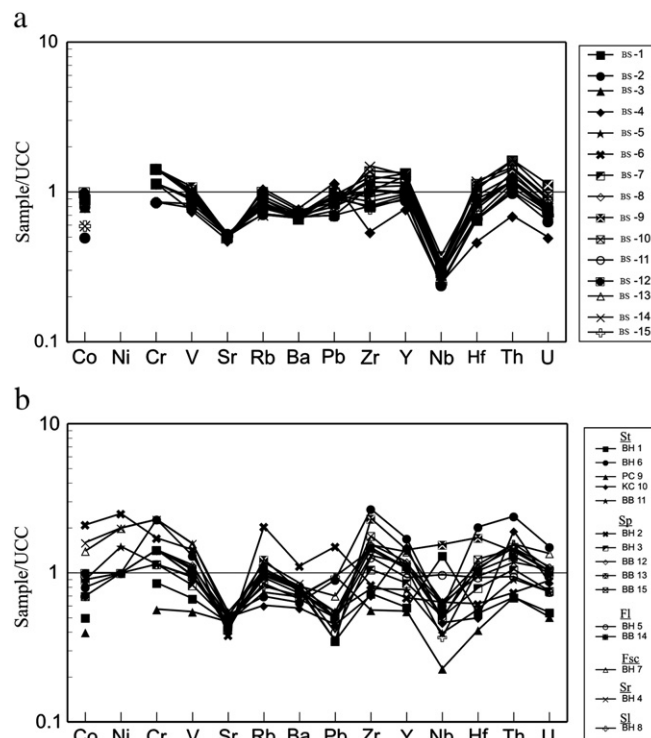 a
10
1
0.1
Sample/UCC
Co Ni Cr V Sr Rb Ba Pb Zr Y Nb Hf Th U
BS -1
BS -2
BS -3
BS -4
BS -5
BS -6
BS -7
BS -8
BS -9
BS -10
BS -11
BS -12
BS -13
BS -14
BS -15
b
10
1
0.1
Sample/UCC
Co Ni Cr V Sr Rb Ba Pb Zr Y Nb Hf Th U
St
BH 1
BH 6
PC 9
KC 10
BB 11
Sp
BH 2
BH 3
BB 12
BB 13
BB 15
Fl
BH 5
BB 14
Fsc
BH 7
Sr
BH 4
Sl
BH 8